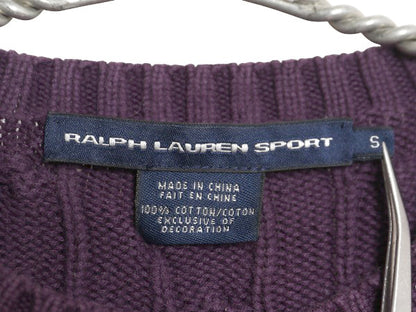 RALPH LAUREN SPORT
S
MADE IN CHINA
FAIT EN CHINE
100% COTTON/COTON
EXCLUSIVE OF
DECORATION